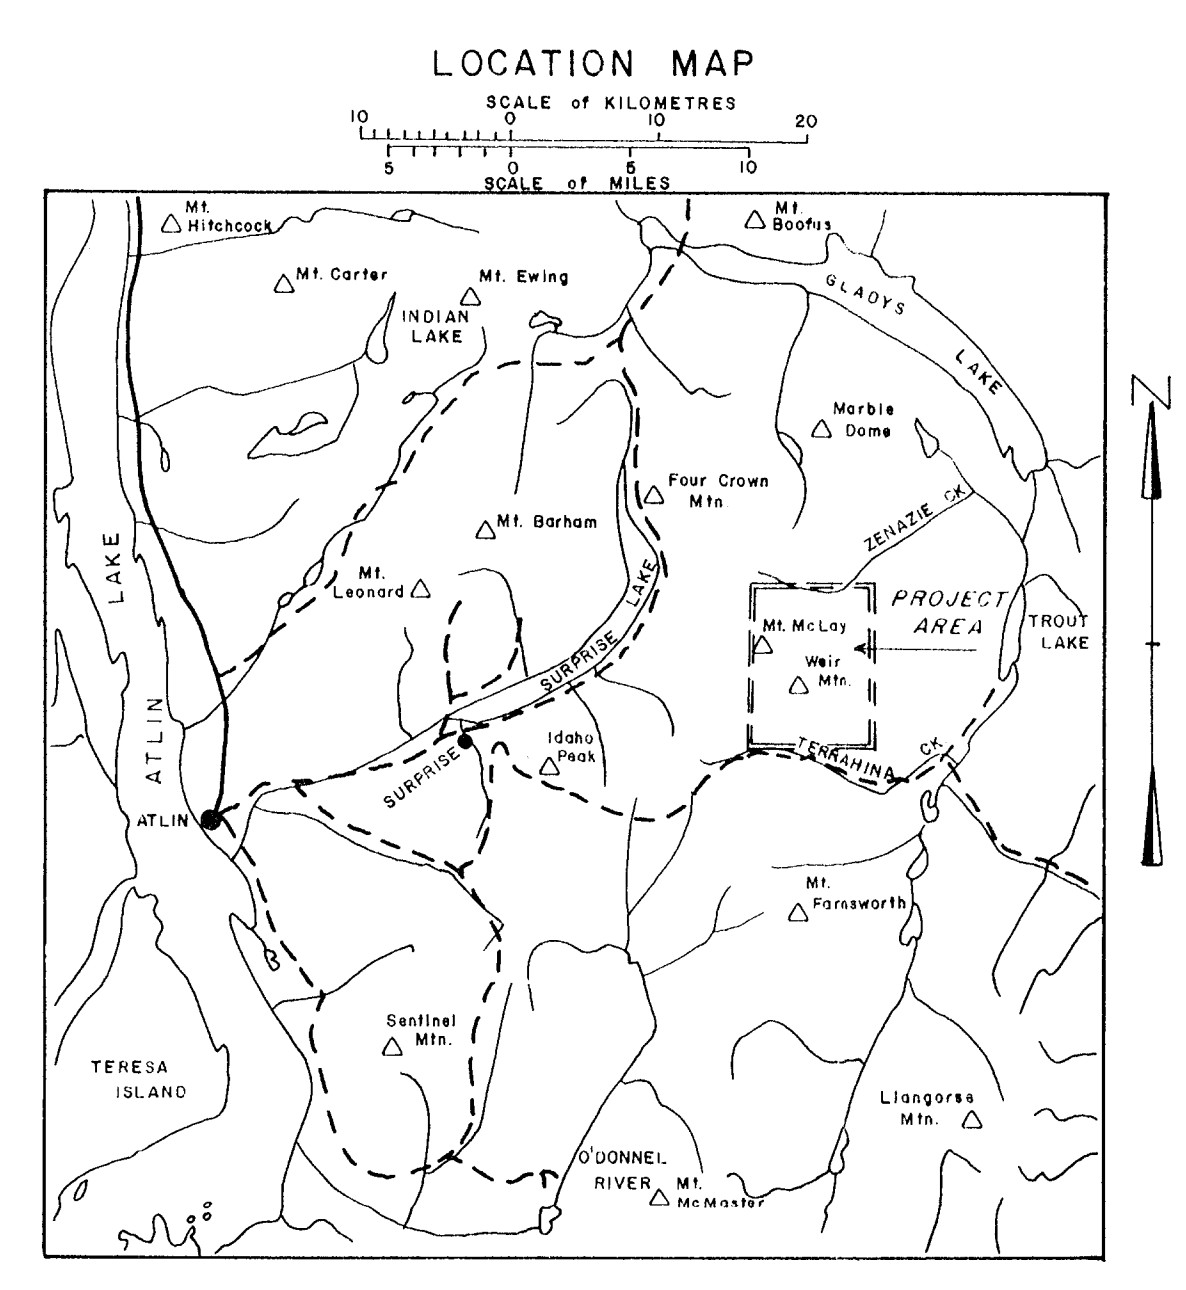 LOCATION MAP
SCALE of KILOMETRES
10 0 10 20
5 0 5 10
SCALE of MILES
Mt.
Hitchcock
Mt.
Boofus
Mt. Carter
Mt. Ewing
INDIAN
LAKE
GLADYS
LAKE
N
Marble
Dome
Four Crown
Mtn.
Mt. Barham
ZENAZIE CK
LAKE
ATLIN
Mt.
Leonard
SURPRISE LAKE
PROJECT
AREA
TROUT
LAKE
Mt. McLay
Weir
Mtn.
Idaho
Peak
TERRAHINA CK
SURPRISE
ATLIN
Mt.
Farnsworth
Sentinel
Mtn.
TERESA
ISLAND
Llangorse
Mtn.
O'DONNEL
RIVER
Mt.
McMaster